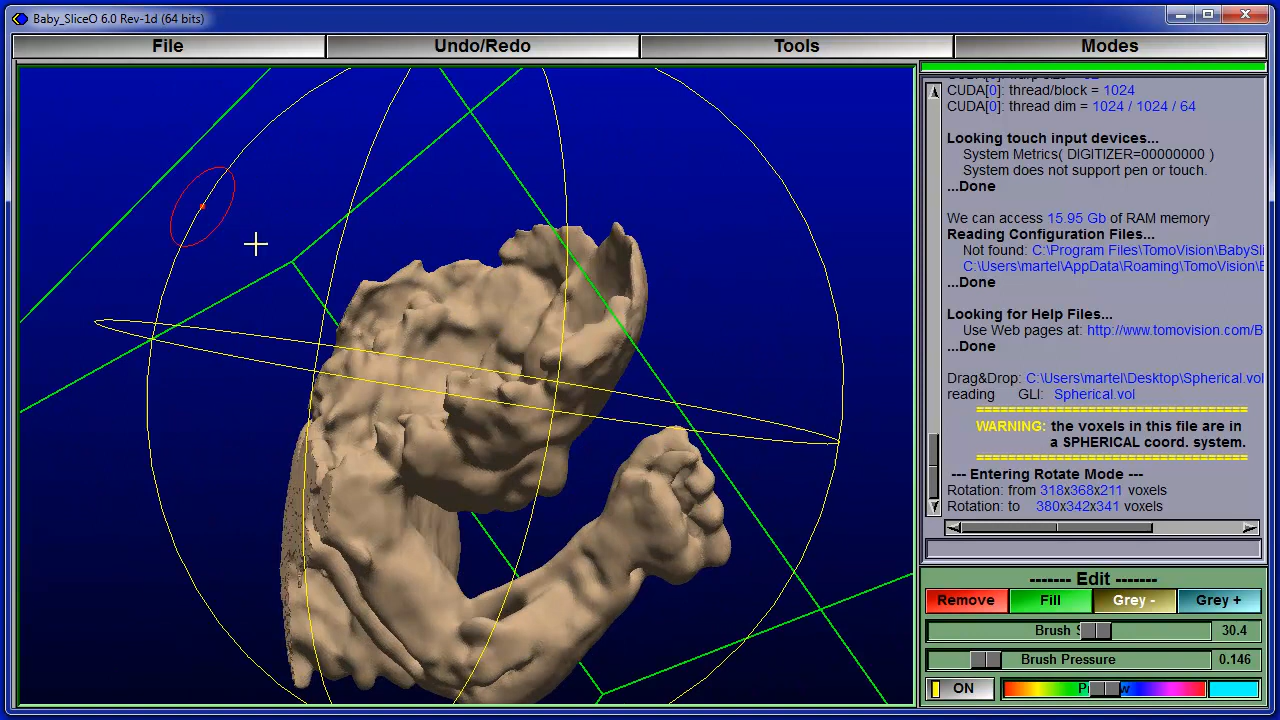 Baby_SliceO 6.0 Rev-1d (64 bits)
File Undo/Redo Tools Modes
CUDA[0]: thread/block = 1024
CUDA[0]: thread dim = 1024 / 1024 / 64
Looking touch input devices...
System Metrics( DIGITIZER=00000000 )
System does not support pen or touch.
...Done
We can access 15.95 Gb of RAM memory
Reading Configuration Files...
Not found: C:\Program Files\TomoVision\BabySli
C:\Users\martel\AppData\Roaming\TomoVision\B
...Done
Looking for Help Files...
Use Web pages at: http://www.tomovision.com/B
...Done
Drag&Drop: C:\Users\martel\Desktop\Spherical.vol
reading GLI: Spherical.vol
==================================
WARNING: the voxels in this file are in
a SPHERICAL coord. system.
==================================
--- Entering Rotate Mode ---
Rotation: from 318x368x211 voxels
Rotation: to 380x342x341 voxels
------- Edit -------
Remove Fill Grey - Grey +
Brush 30.4
Brush Pressure 0.146
ON